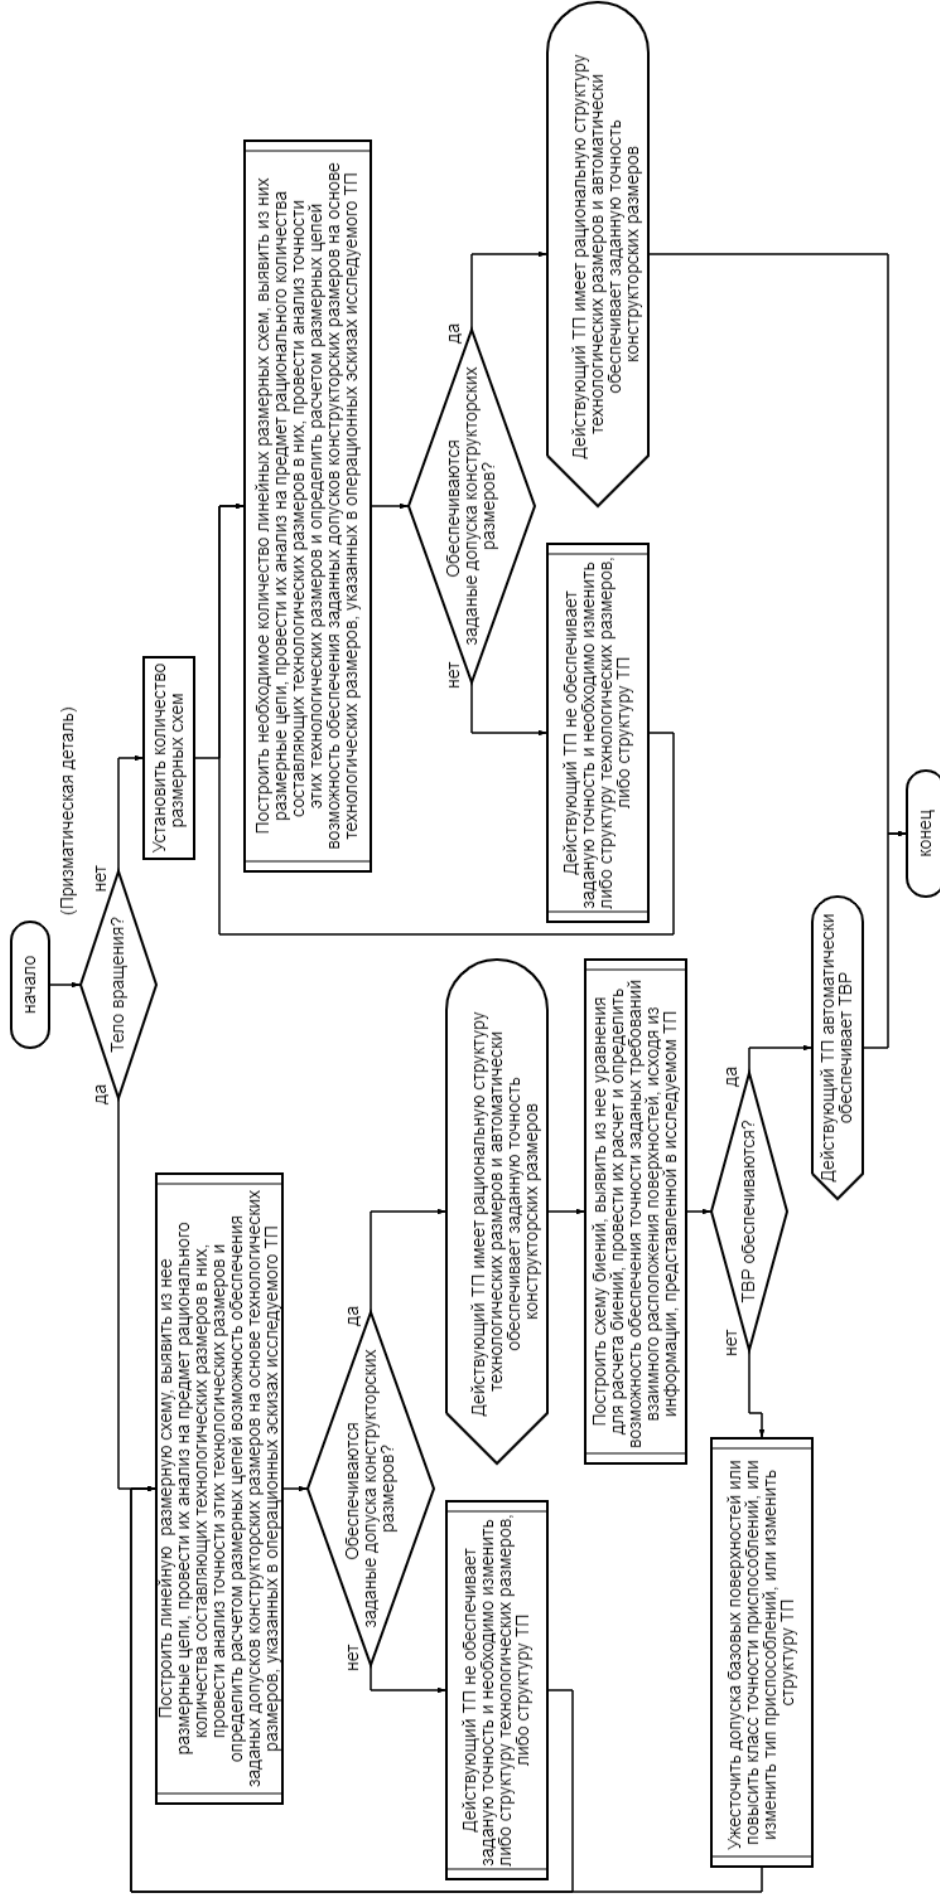 начало
Тело вращения?
да
нет
(Призматическая деталь)
Построить линейную размерную схему, выявить из нее
размерные цепи, провести их анализ на предмет рационального
количества составляющих технологических размеров в них,
провести анализ точности этих технологических размеров и
определить расчетом размерных цепей возможность обеспечения
заданых допусков конструкторских размеров на основе технологических
размеров, указанных в операционных эскизах исследуемого ТП
Обеспечиваются
заданые допуска конструкторских
размеров?
нет
да
Действующий ТП не обеспечивает
заданую точность и необходимо изменить
либо структуру технологических размеров,
либо структуру ТП
Действующий ТП имеет рациональную структуру
технологических размеров и автоматически
обеспечивает заданную точность
конструкторских размеров
Построить схему биений, выявить из нее уравнения
для расчета биений, провести их расчет и определить
возможность обеспечения точности заданых требований
взаимного расположения поверхностей, исходя из
информации, представленной в исследуемом ТП
ТВР обеспечиваются?
нет
да
Ужесточить допуска базовых поверхностей или
повысить класс точности приспособлений, или
изменить тип приспособлений, или изменить
структуру ТП
Действующий ТП автоматически
обеспечивает ТВР
Установить количество
размерных схем
Построить необходимое количество линейных размерных схем, выявить из них
размерные цепи, провести их анализ на предмет рационального количества
составляющих технологических размеров в них, провести анализ точности
этих технологических размеров и определить расчетом размерных цепей
возможность обеспечения заданных допусков конструкторских размеров на основе
технологических размеров, указанных в операционных эскизах исследуемого ТП
Обеспечиваются
заданые допуска конструкторских
размеров?
нет
да
Действующий ТП не обеспечивает
заданую точность и необходимо изменить
либо структуру технологических размеров,
либо структуру ТП
Действующий ТП имеет рациональную структуру
технологических размеров и автоматически
обеспечивает заданную точность
конструкторских размеров
конец